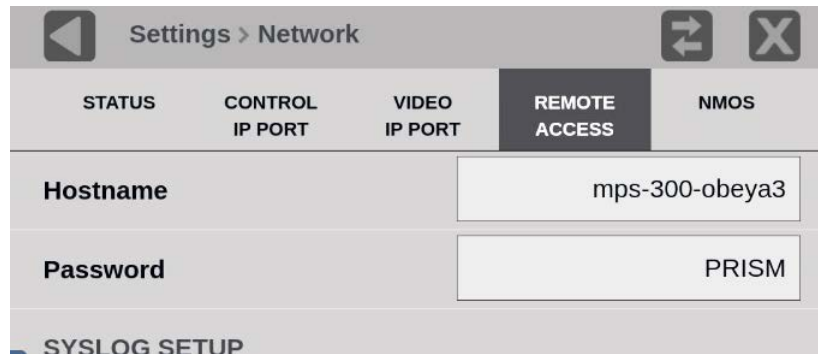 Settings > Network
STATUS
CONTROL
IP PORT
VIDEO
IP PORT
REMOTE
ACCESS
NMOS
Hostname
mps-300-obeya3
Password
PRISM
SYSLOG SETUP